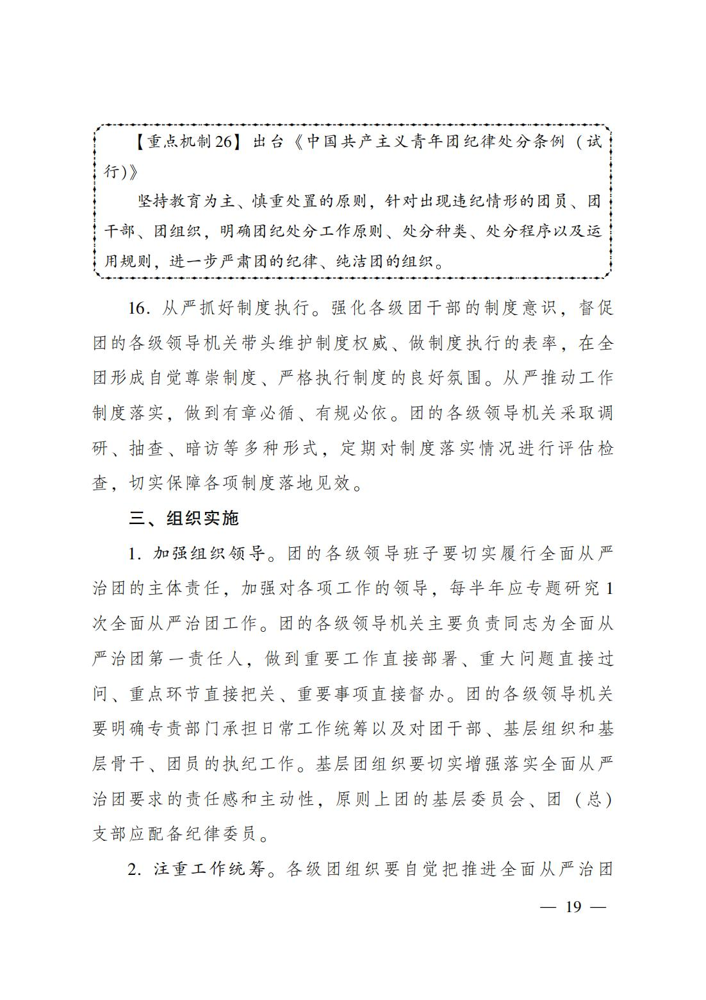 【重点机制26】出台《中国共产主义青年团纪律处分条例（试
行）》
坚持教育为主、慎重处置的原则，针对出现违纪情形的团员、团
干部、团组织，明确团纪处分工作原则、处分种类、处分程序以及运
用规则，进一步严肃团的纪律、纯洁团的组织。
16. 从严抓好制度执行。强化各级团干部的制度意识，督促
团的各级领导机关带头维护制度权威、做制度执行的表率，在全
团形成自觉尊崇制度、严格执行制度的良好氛围。从严推动工作
制度落实，做到有章必循、有规必依。团的各级领导机关采取调
研、抽查、暗访等多种形式，定期对制度落实情况进行评估检
查，切实保障各项制度落地见效。
三、组织实施
1. 加强组织领导。团的各级领导班子要切实履行全面从严
治团的主体责任，加强对各项工作的领导，每半年应专题研究1
次全面从严治团工作。团的各级领导机关主要负责同志为全面从
严治团第一责任人，做到重要工作直接部署、重大问题直接过
问、重点环节直接把关、重要事项直接督办。团的各级领导机关
要明确专责部门承担日常工作统筹以及对团干部、基层组织和基
层骨干、团员的执纪工作。基层团组织要切实增强落实全面从严
治团要求的责任感和主动性，原则上团的基层委员会、团（总）
支部应配备纪律委员。
2. 注重工作统筹。各级团组织要自觉把推进全面从严治团
— 19 —